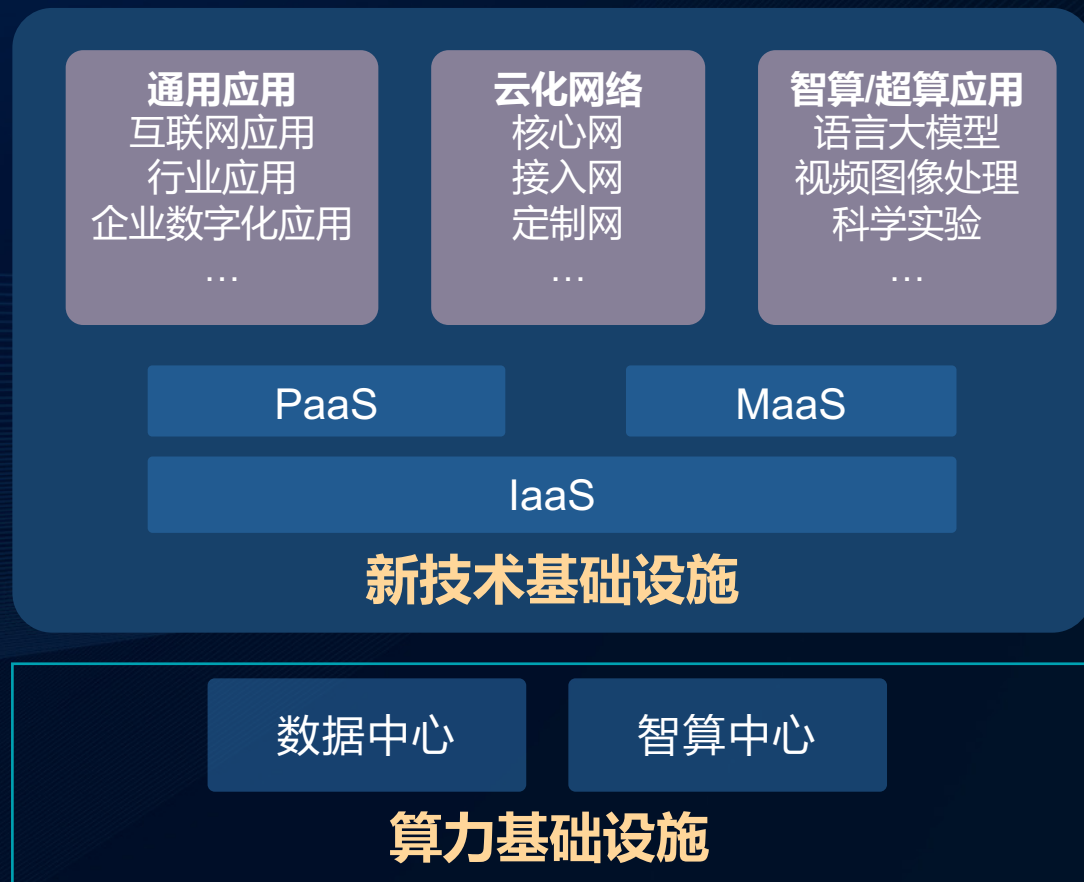 通用应用
互联网应用
行业应用
企业数字化应用
…
云化网络
核心网
接入网
定制网
…
智算/超算应用
语言大模型
视频图像处理
科学实验
…
PaaS
MaaS
IaaS
新技术基础设施
数据中心
智算中心
算力基础设施